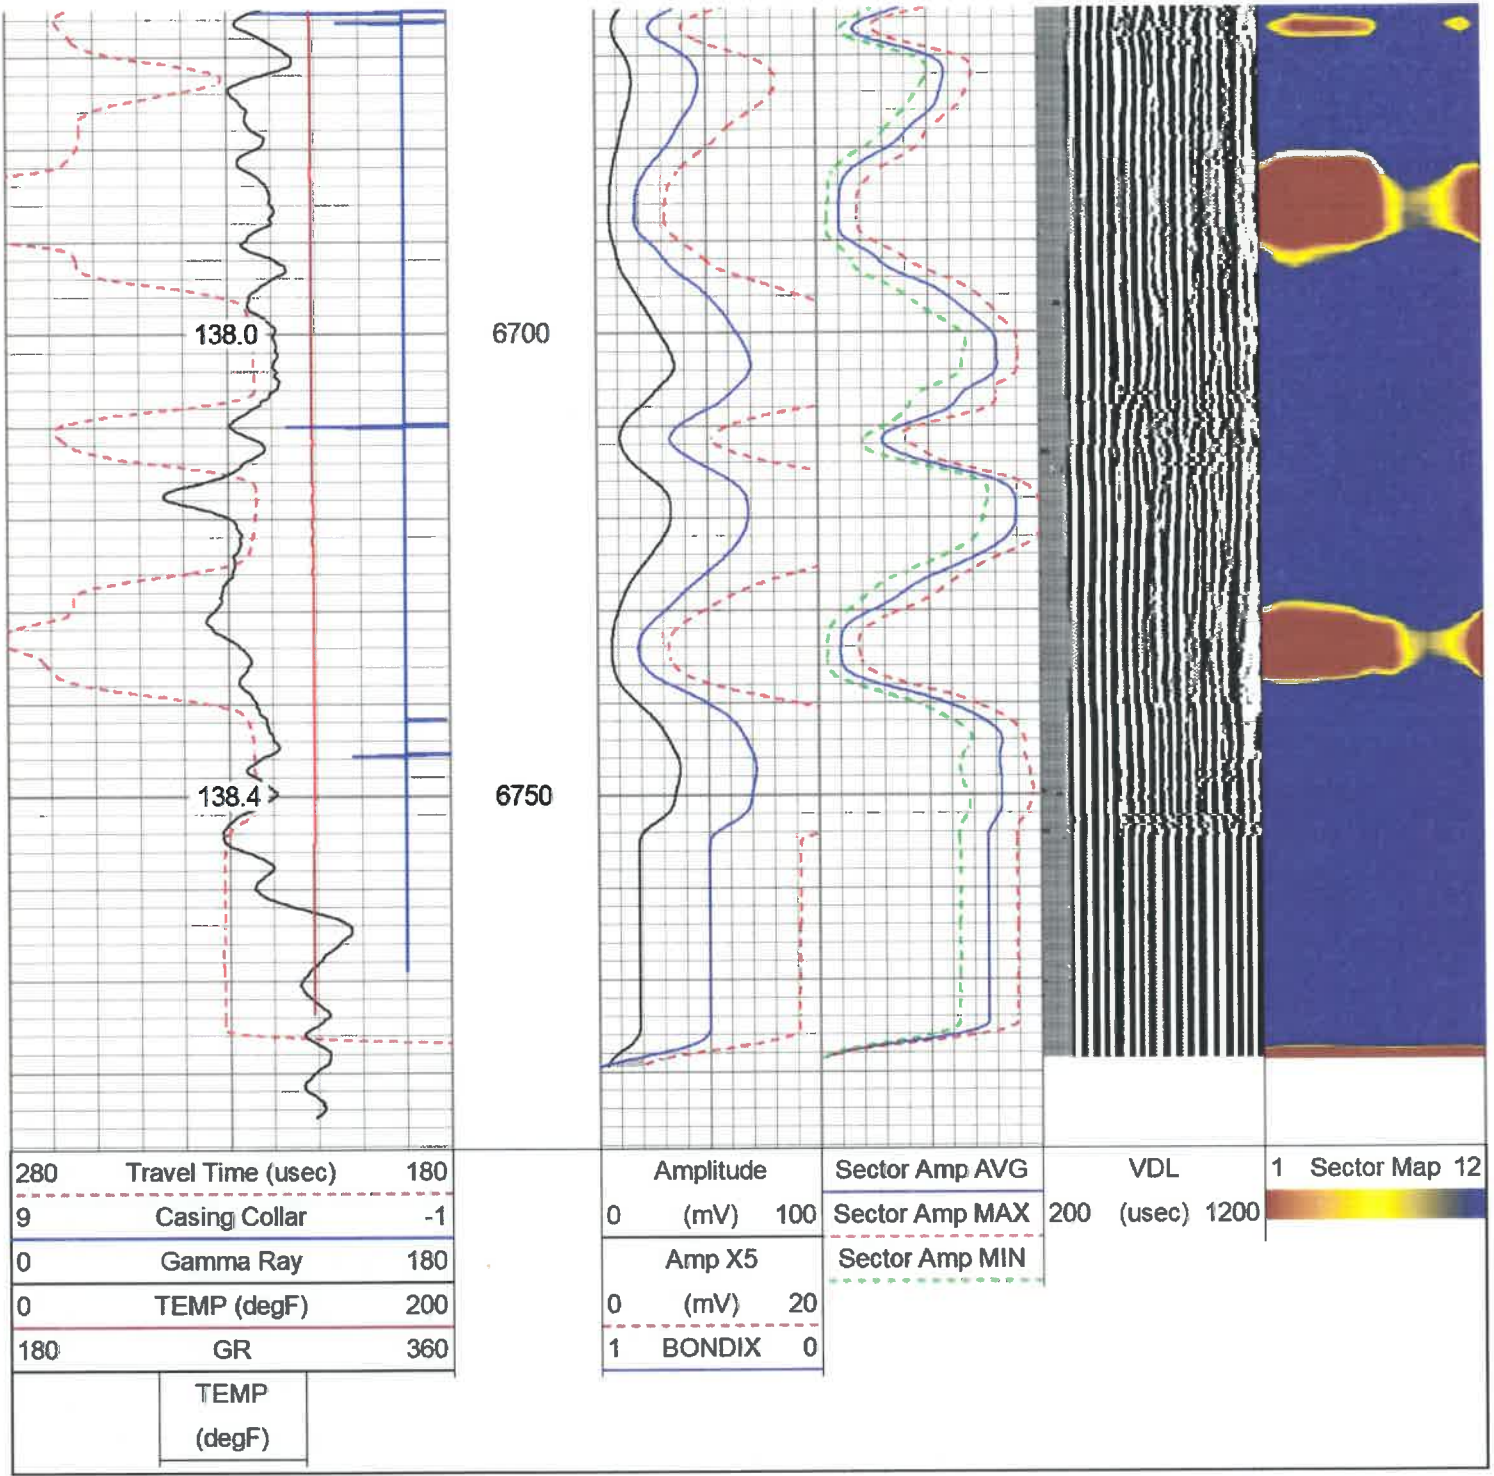 138.0
6700
138.4
6750
280 Travel Time (usec) 180
9 Casing Collar -1
0 Gamma Ray 180
0 TEMP (degF) 200
180 GR 360
TEMP
(degF)
Amplitude
0 (mV) 100
Amp X5
0 (mV) 20
1 BONDIX 0
Sector Amp AVG
Sector Amp MAX
Sector Amp MIN
VDL
200 (usec) 1200
1 Sector Map 12